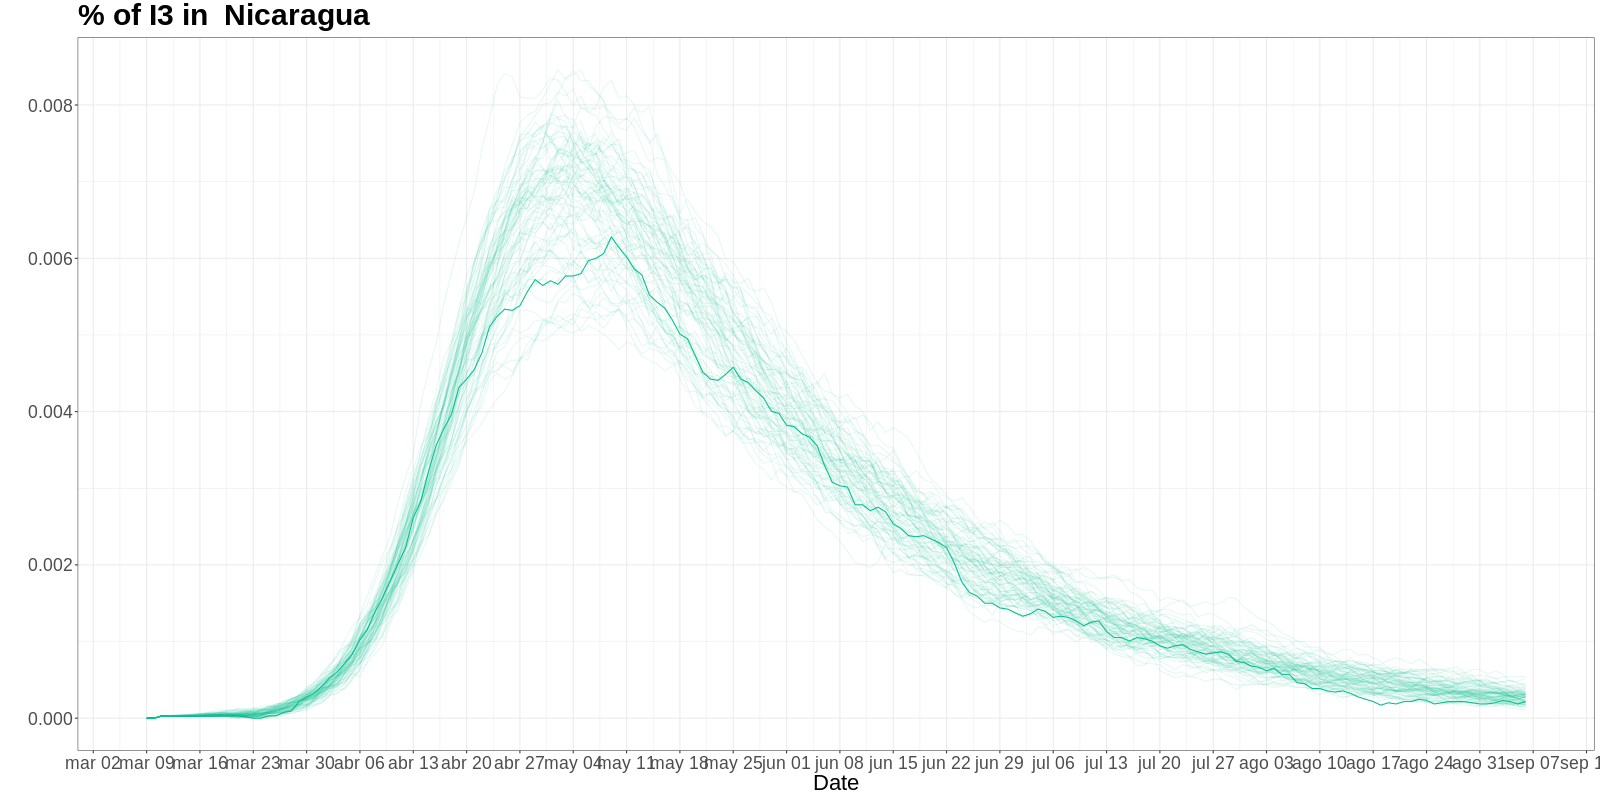 % of I3 in  Nicaragua
0.008
0.006
0.004
0.002
0.000
mar 02 mar 09 mar 16 mar 23 mar 30 abr 06 abr 13 abr 20 abr 27 may 04 may 11 may 18 may 25 jun 01 jun 08 jun 15 jun 22 jun 29 jul 06 jul 13 jul 20 jul 27 ago 03 ago 10 ago 17 ago 24 ago 31 sep 07 sep 1
Date